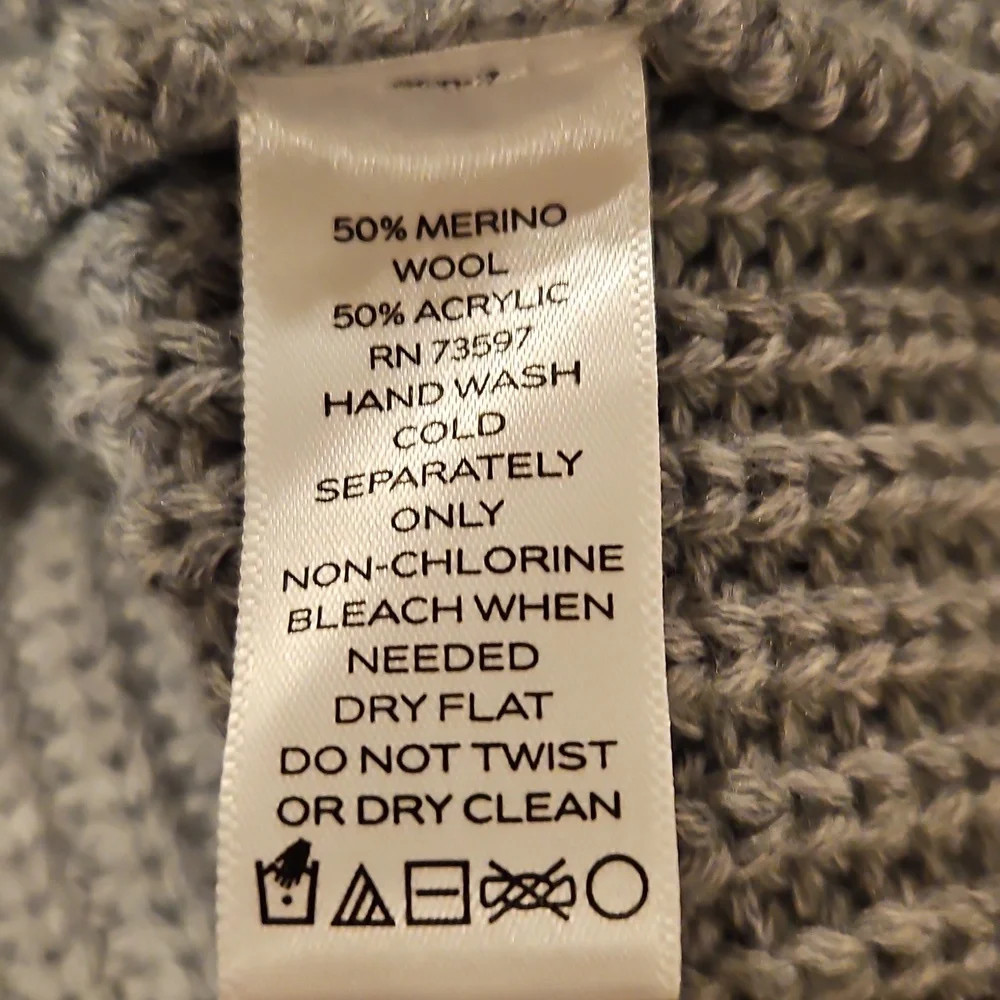 50% MERINO
WOOL
50% ACRYLIC
RN 73597
HAND WASH
COLD
SEPARATELY
ONLY
NON-CHLORINE
BLEACH WHEN
NEEDED
DRY FLAT
DO NOT TWIST
OR DRY CLEAN